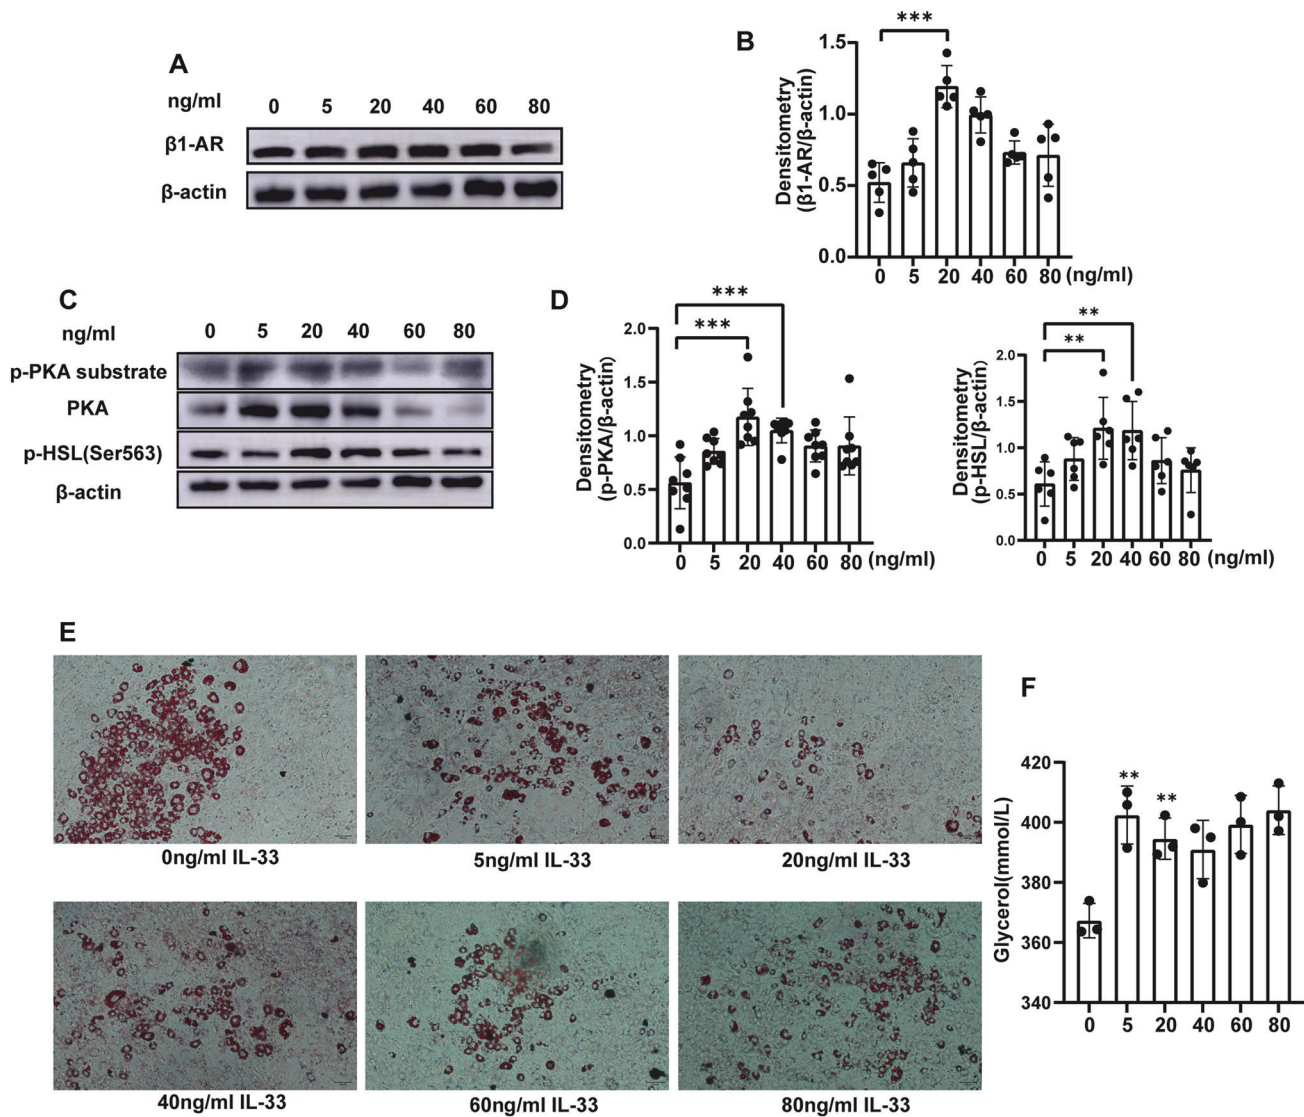 A
ng/ml 0 5 20 40 60 80
β1-AR
β-actin
B
***
Densitometry
(β1-AR/β-actin)
1.5
1.0
0.5
0.0
0 5 20 40 60 80 (ng/ml)
C
ng/ml 0 5 20 40 60 80
p-PKA substrate
PKA
p-HSL(Ser563)
β-actin
D
***
***
Densitometry
(p-PKA/β-actin)
2.0
1.5
1.0
0.5
0.0
0 5 20 40 60 80 (ng/ml)
**
**
Densitometry
(p-HSL/β-actin)
2.0
1.5
1.0
0.5
0.0
0 5 20 40 60 80 (ng/ml)
E
0ng/ml IL-33
5ng/ml IL-33
20ng/ml IL-33
40ng/ml IL-33
60ng/ml IL-33
80ng/ml IL-33
F
Glycerol(mmol/L)
420
400
380
360
340
** **
0 5 20 40 60 80